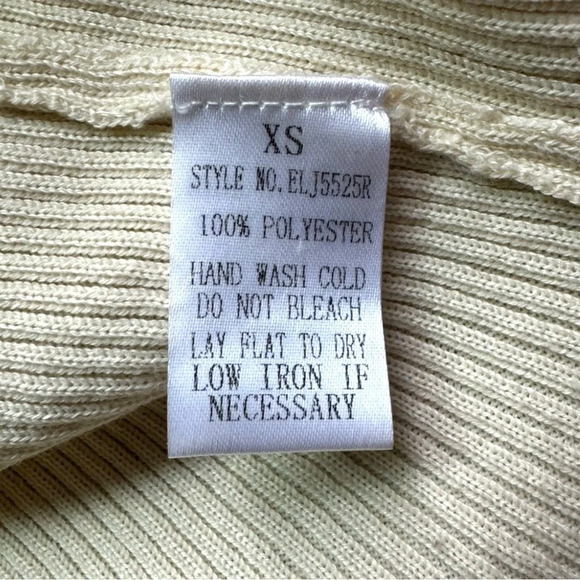 XS
STYLE NO.ELJ5525R
100% POLYESTER
HAND WASH COLD
DO NOT BLEACH
LAY FLAT TO DRY
LOW IRON IF
NECESSARY